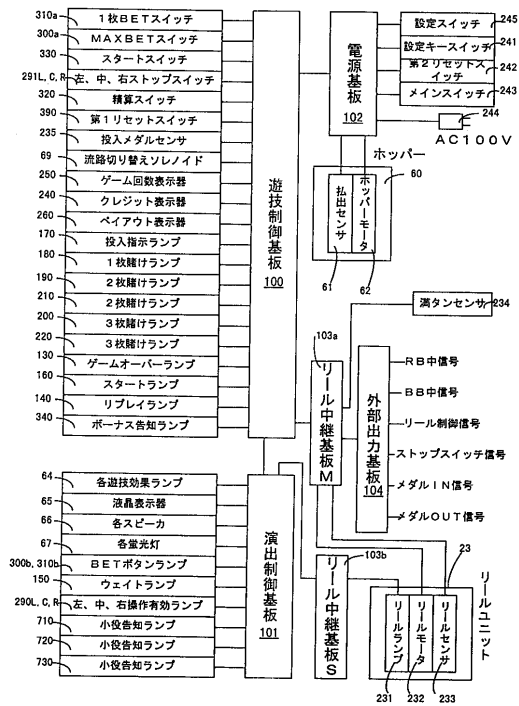 310a 1枚BETスイッチ
300a MAXBETスイッチ
330 スタートスイッチ
291L, C, R 左、中、右ストップスイッチ
320 精算スイッチ
390 第1リセットスイッチ
235 投入メダルセンサ
69 流路切り替えソレノイド
250 ゲーム回数表示器
240 クレジット表示器
260 ペイアウト表示器
170 投入指示ランプ
180 1枚賭けランプ
190 2枚賭けランプ
210 2枚賭けランプ
200 3枚賭けランプ
220 3枚賭けランプ
130 ゲームオーバーランプ
160 スタートランプ
140 リプレイランプ
340 ボーナス告知ランプ
遊技制御基板
100
電源基板
102
設定スイッチ 245
設定キースイッチ 241
第2リセットスイッチ 242
メインスイッチ 243
244
AC100V
ホッパー
60
払出センサ
ホッパーモータ
61
62
満タンセンサ 234
103a
リール中継基板M
外部出力基板
104
RB中信号
BB中信号
リール制御信号
ストップスイッチ信号
メダルIN信号
メダルOUT信号
64 各遊技効果ランプ
65 液晶表示器
66 各スピーカ
67 各蛍光灯
300b, 310b BETボタンランプ
150 ウェイトランプ
290L, C, R 左、中、右操作有効ランプ
710 小役告知ランプ
720 小役告知ランプ
730 小役告知ランプ
演出制御基板
101
103b
リール中継基板S
23
リールユニット
リールランプ
リールモータ
リールセンサ
231
232
233